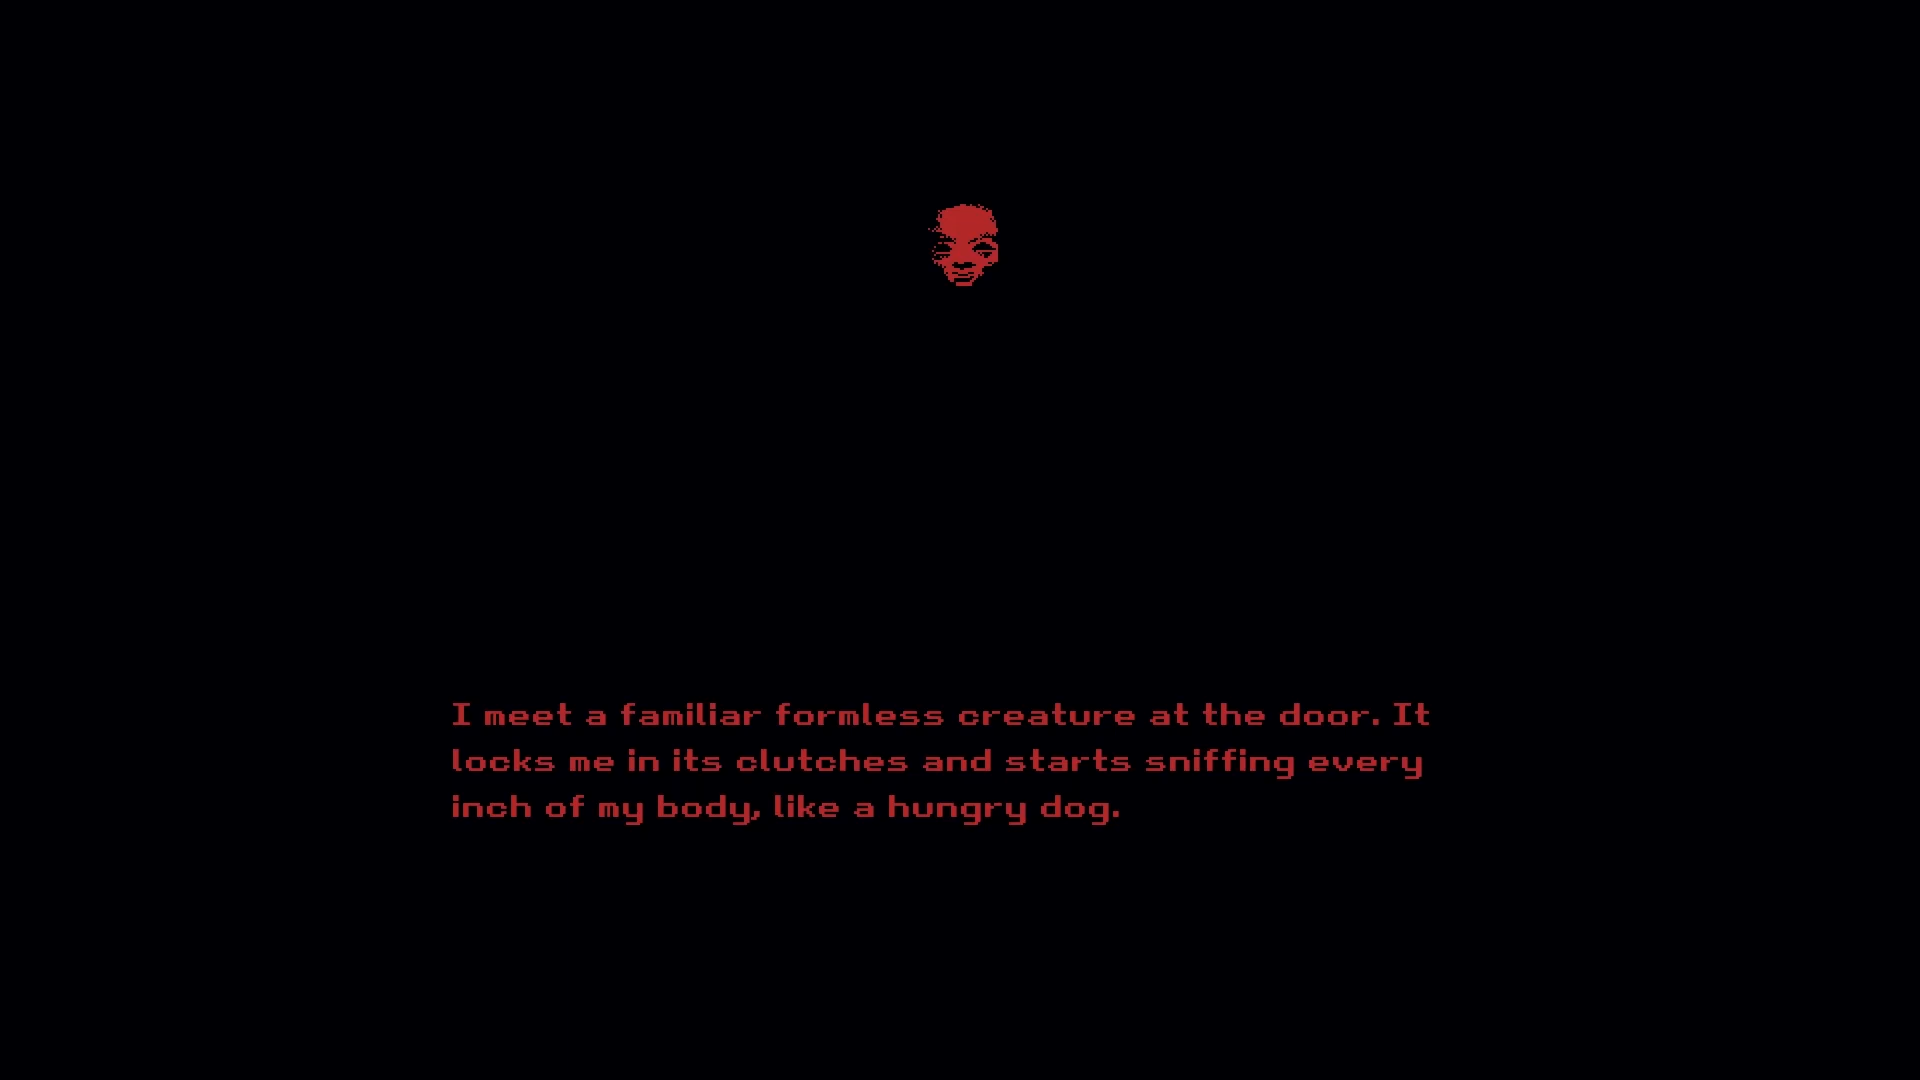 I meet a familiar formless creature at the door. It
locks me in its clutches and starts sniffing every
inch of my body, like a hungry dog.